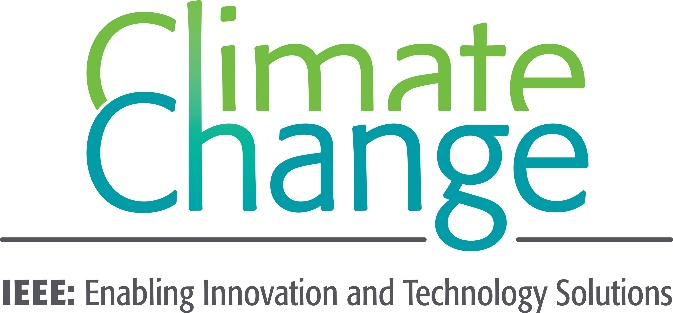 Climate
Change
IEEE: Enabling Innovation and Technology Solutions